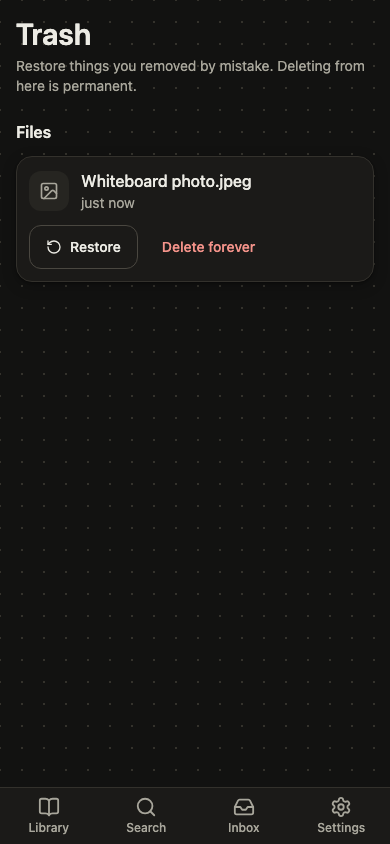 Trash
Restore things you removed by mistake. Deleting from
here is permanent.
Files
Whiteboard photo.jpeg
just now
Restore
Delete forever
Library
Search
Inbox
Settings